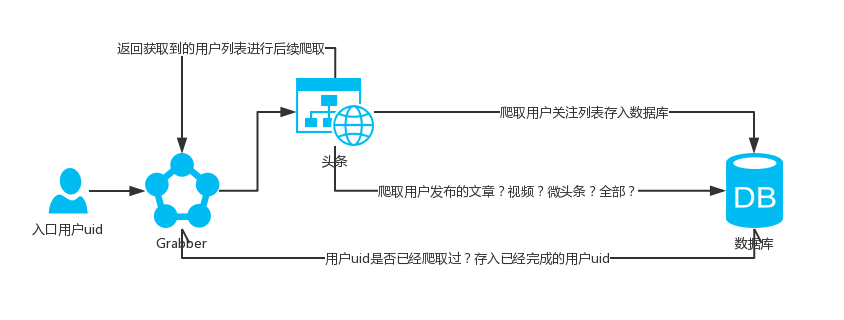 返回获取到的用户列表进行后续爬取
爬取用户关注列表存入数据库
头条
爬取用户发布的文章？视频？微头条？全部？
DB
入口用户uid
Grabber
数据库
用户uid是否已经爬取过？存入已经完成的用户uid